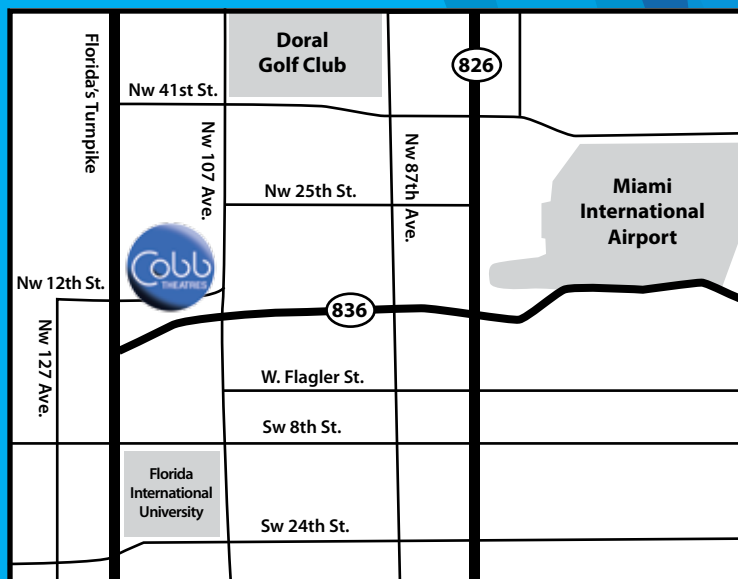 Doral
Golf Club
826
Florida's Turnpike
Nw 41st St.
Nw 107 Ave.
Nw 87th Ave.
Nw 25th St.
Miami
International
Airport
Cobb
THEATRES
Nw 12th St.
836
Nw 127 Ave.
W. Flagler St.
Sw 8th St.
Florida
International
University
Sw 24th St.